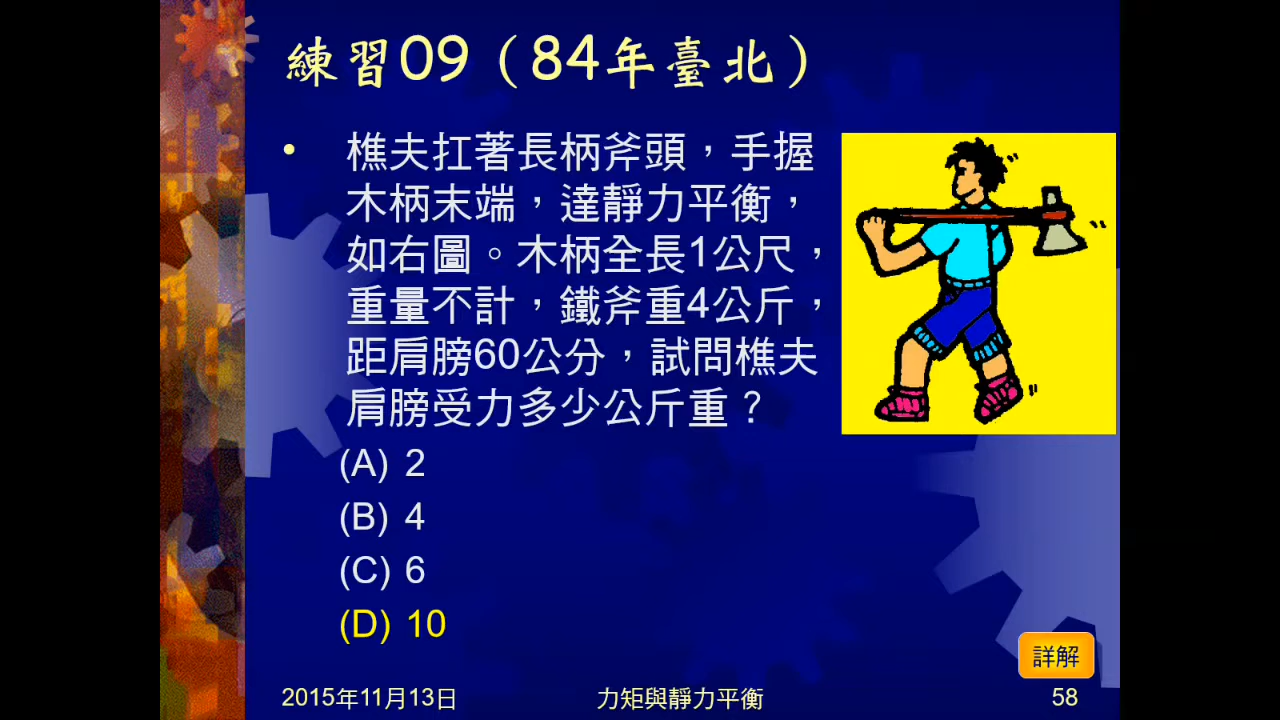 練習09（84年臺北）
• 樵夫扛著長柄斧頭，手握
木柄末端，達靜力平衡，
如右圖。木柄全長1公尺，
重量不計，鐵斧重4公斤，
距肩膀60公分，試問樵夫
肩膀受力多少公斤重？
(A) 2
(B) 4
(C) 6
(D) 10
詳解
2015年11月13日 力矩與靜力平衡 58